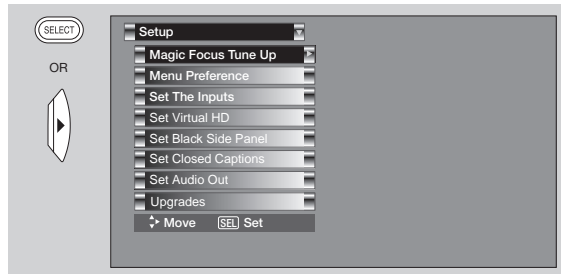 SELECT
OR
Setup
Magic Focus Tune Up
Menu Preference
Set The Inputs
Set Virtual HD
Set Black Side Panel
Set Closed Captions
Set Audio Out
Upgrades
Move SEL Set